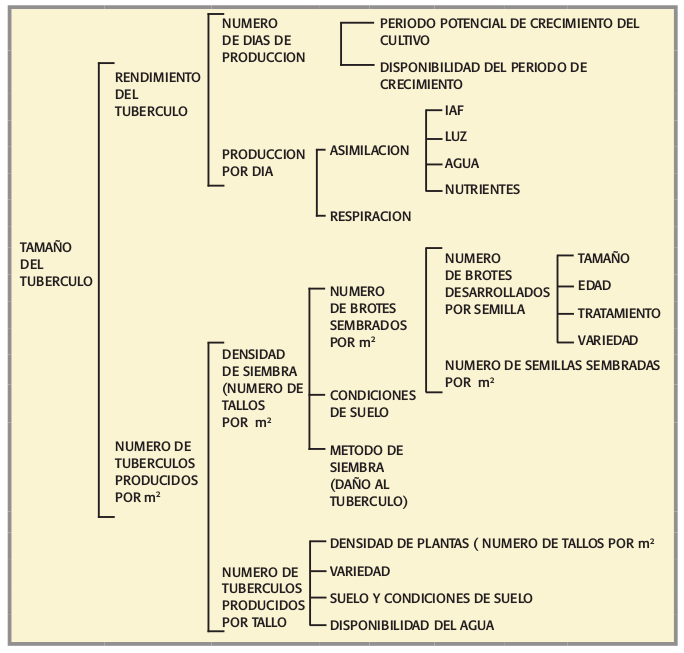 TAMAÑO
DEL
TUBERCULO
RENDIMIENTO
DEL
TUBERCULO
NUMERO
DE DIAS DE
PRODUCCION
PERIODO POTENCIAL DE CRECIMIENTO DEL
CULTIVO
DISPONIBILIDAD DEL PERIODO DE
CRECIMIENTO
PRODUCCION
POR DIA
ASIMILACION
IAF
LUZ
AGUA
NUTRIENTES
RESPIRACION
NUMERO DE
TUBERCULOS
PRODUCIDOS
POR m²
DENSIDAD
DE SIEMBRA
(NUMERO DE
TALLOS
POR m²
NUMERO
DE BROTES
SEMBRADOS
POR m²
NUMERO
DE BROTES
DESARROLLADOS
POR SEMILLA
TAMAÑO
EDAD
TRATAMIENTO
VARIEDAD
NUMERO DE SEMILLAS SEMBRADAS
POR m²
CONDICIONES
DE SUELO
METODO DE
SIEMBRA
(DAÑO AL
TUBERCULO)
NUMERO DE
TUBERCULOS
PRODUCIDOS
POR TALLO
DENSIDAD DE PLANTAS ( NUMERO DE TALLOS POR m²
VARIEDAD
SUELO Y CONDICIONES DE SUELO
DISPONIBILIDAD DEL AGUA